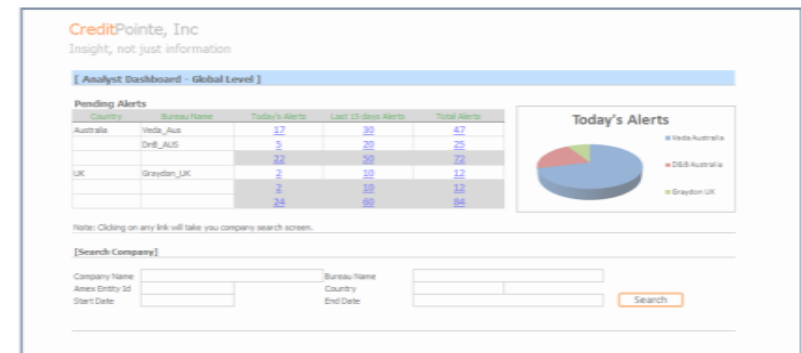 CreditPointe, Inc
Insight, not just information
[ Analyst Dashboard - Global Level ]
Pending Alerts
Country Bureau Name Today's Alerts Last 15 days Alerts Total Alerts
Australia Veda_Aus 17 30 47
DnB_AUS 5 20 25
22 50 72
UK Graydon_UK 2 10 12
2 10 12
24 60 84
Today's Alerts
Veda Australia
D&B Australia
Graydon UK
Note: Clicking on any link will take you company search screen.
[Search Company]
Company Name Bureau Name
Amex Entity Id Country
Start Date End Date Search